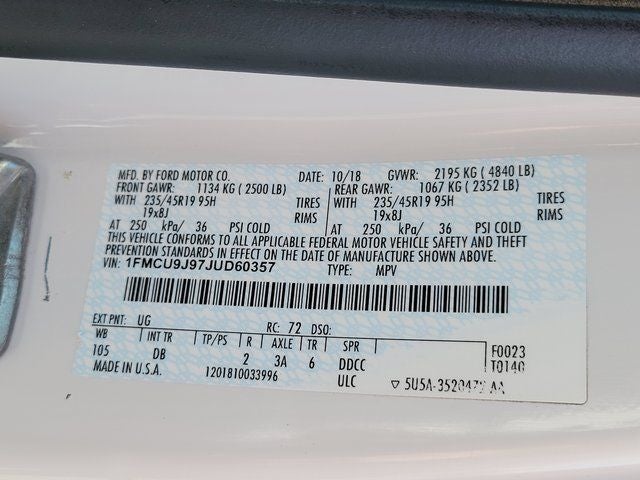 MFD. BY FORD MOTOR CO. DATE: 10/18 GVWR: 2195 KG ( 4840 LB)
FRONT GAWR: 1134 KG ( 2500 LB) REAR GAWR: 1067 KG ( 2352 LB)
WITH 235/45R19 95H TIRES WITH 235/45R19 95H TIRES
19x8J RIMS 19x8J RIMS
AT 250 kPa/ 36 PSI COLD AT 250 kPa/ 36 PSI COLD
THIS VEHICLE CONFORMS TO ALL APPLICABLE FEDERAL MOTOR VEHICLE SAFETY AND THEFT
PREVENTION STANDARDS IN EFFECT ON THE DATE OF MANUFACTURE SHOWN ABOVE.
VIN: 1FMCU9J97JUD60357 TYPE: MPV
EXT PNT: UG RC: 72 DSO:
WB INT TR TP/PS R AXLE TR SPR F0023
105 DB 2 3A 6 DDCC T0140
MADE IN U.S.A. 1201810033996 ULC ▽ 5U5A-3520472-AA